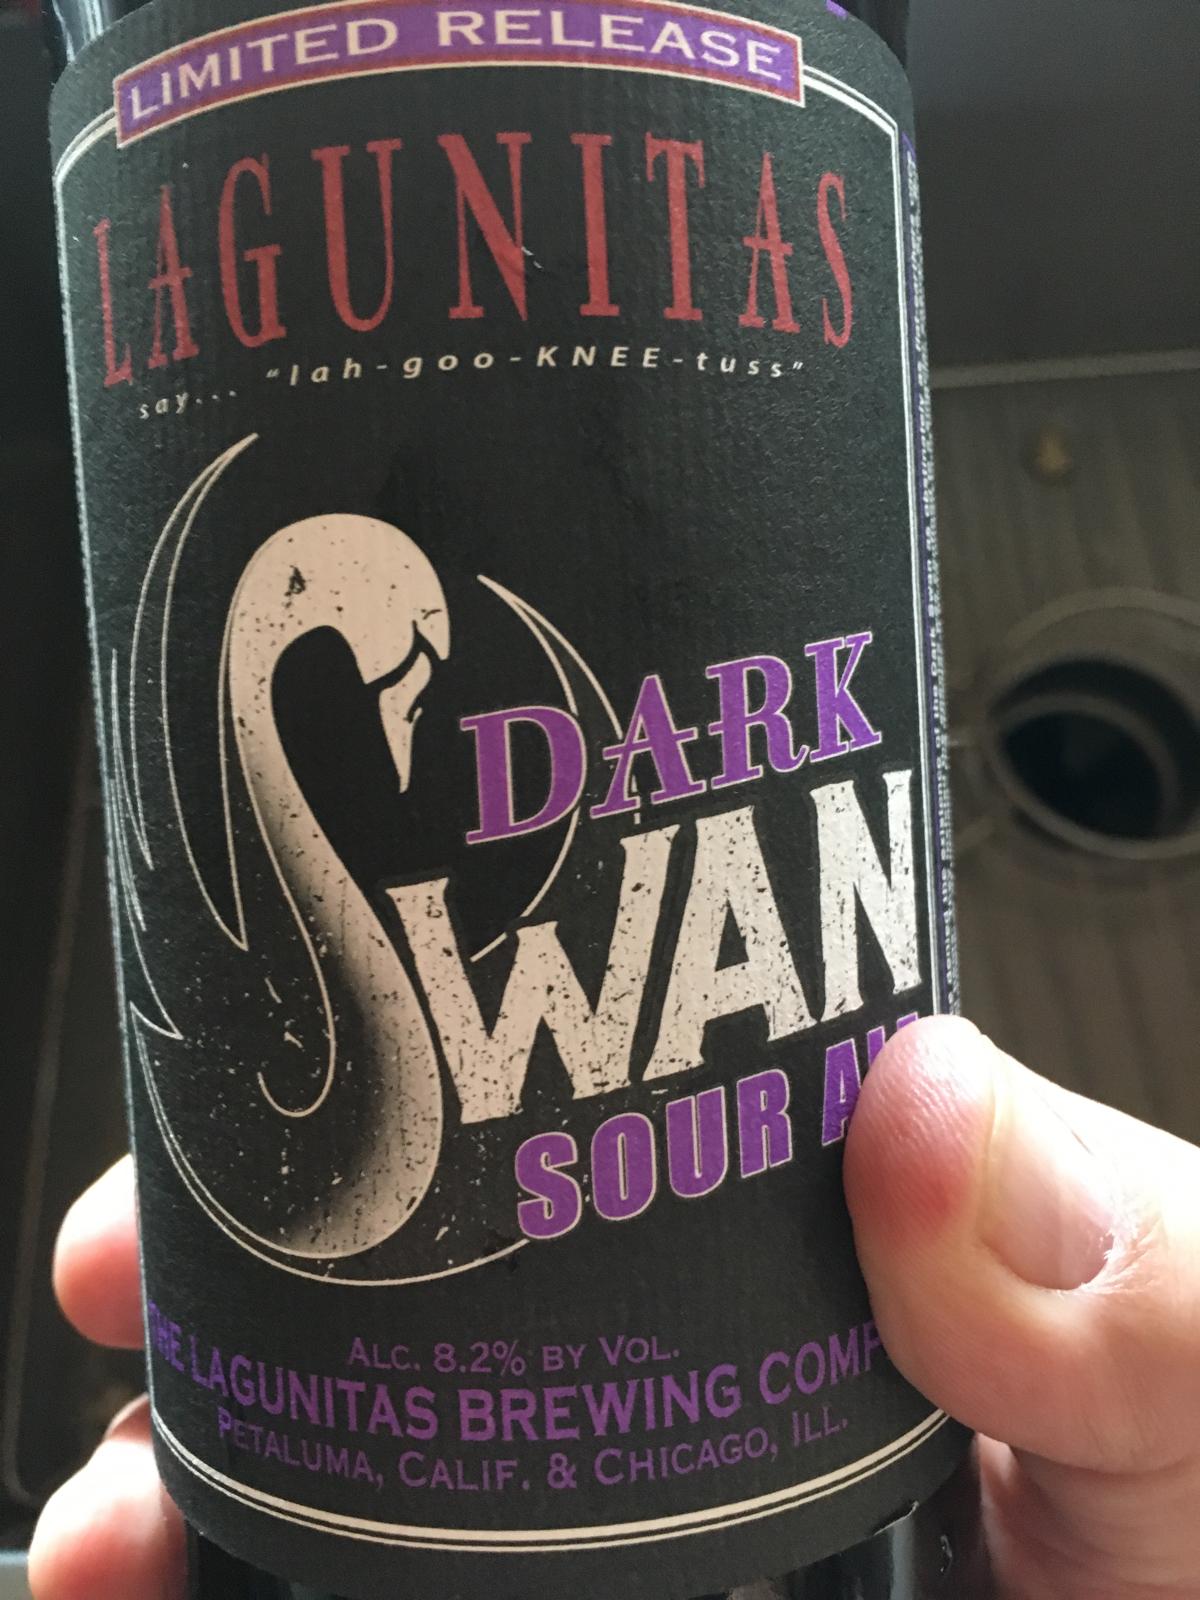 LIMITED RELEASE
LAGUNITAS
say... "lah-goo-KNEE-tuss"
DARK
SWAN
SOUR
ALC. 8.2% BY VOL.
THE LAGUNITAS BREWING
PETALUMA, CALIF. & CHICAGO, ILL.